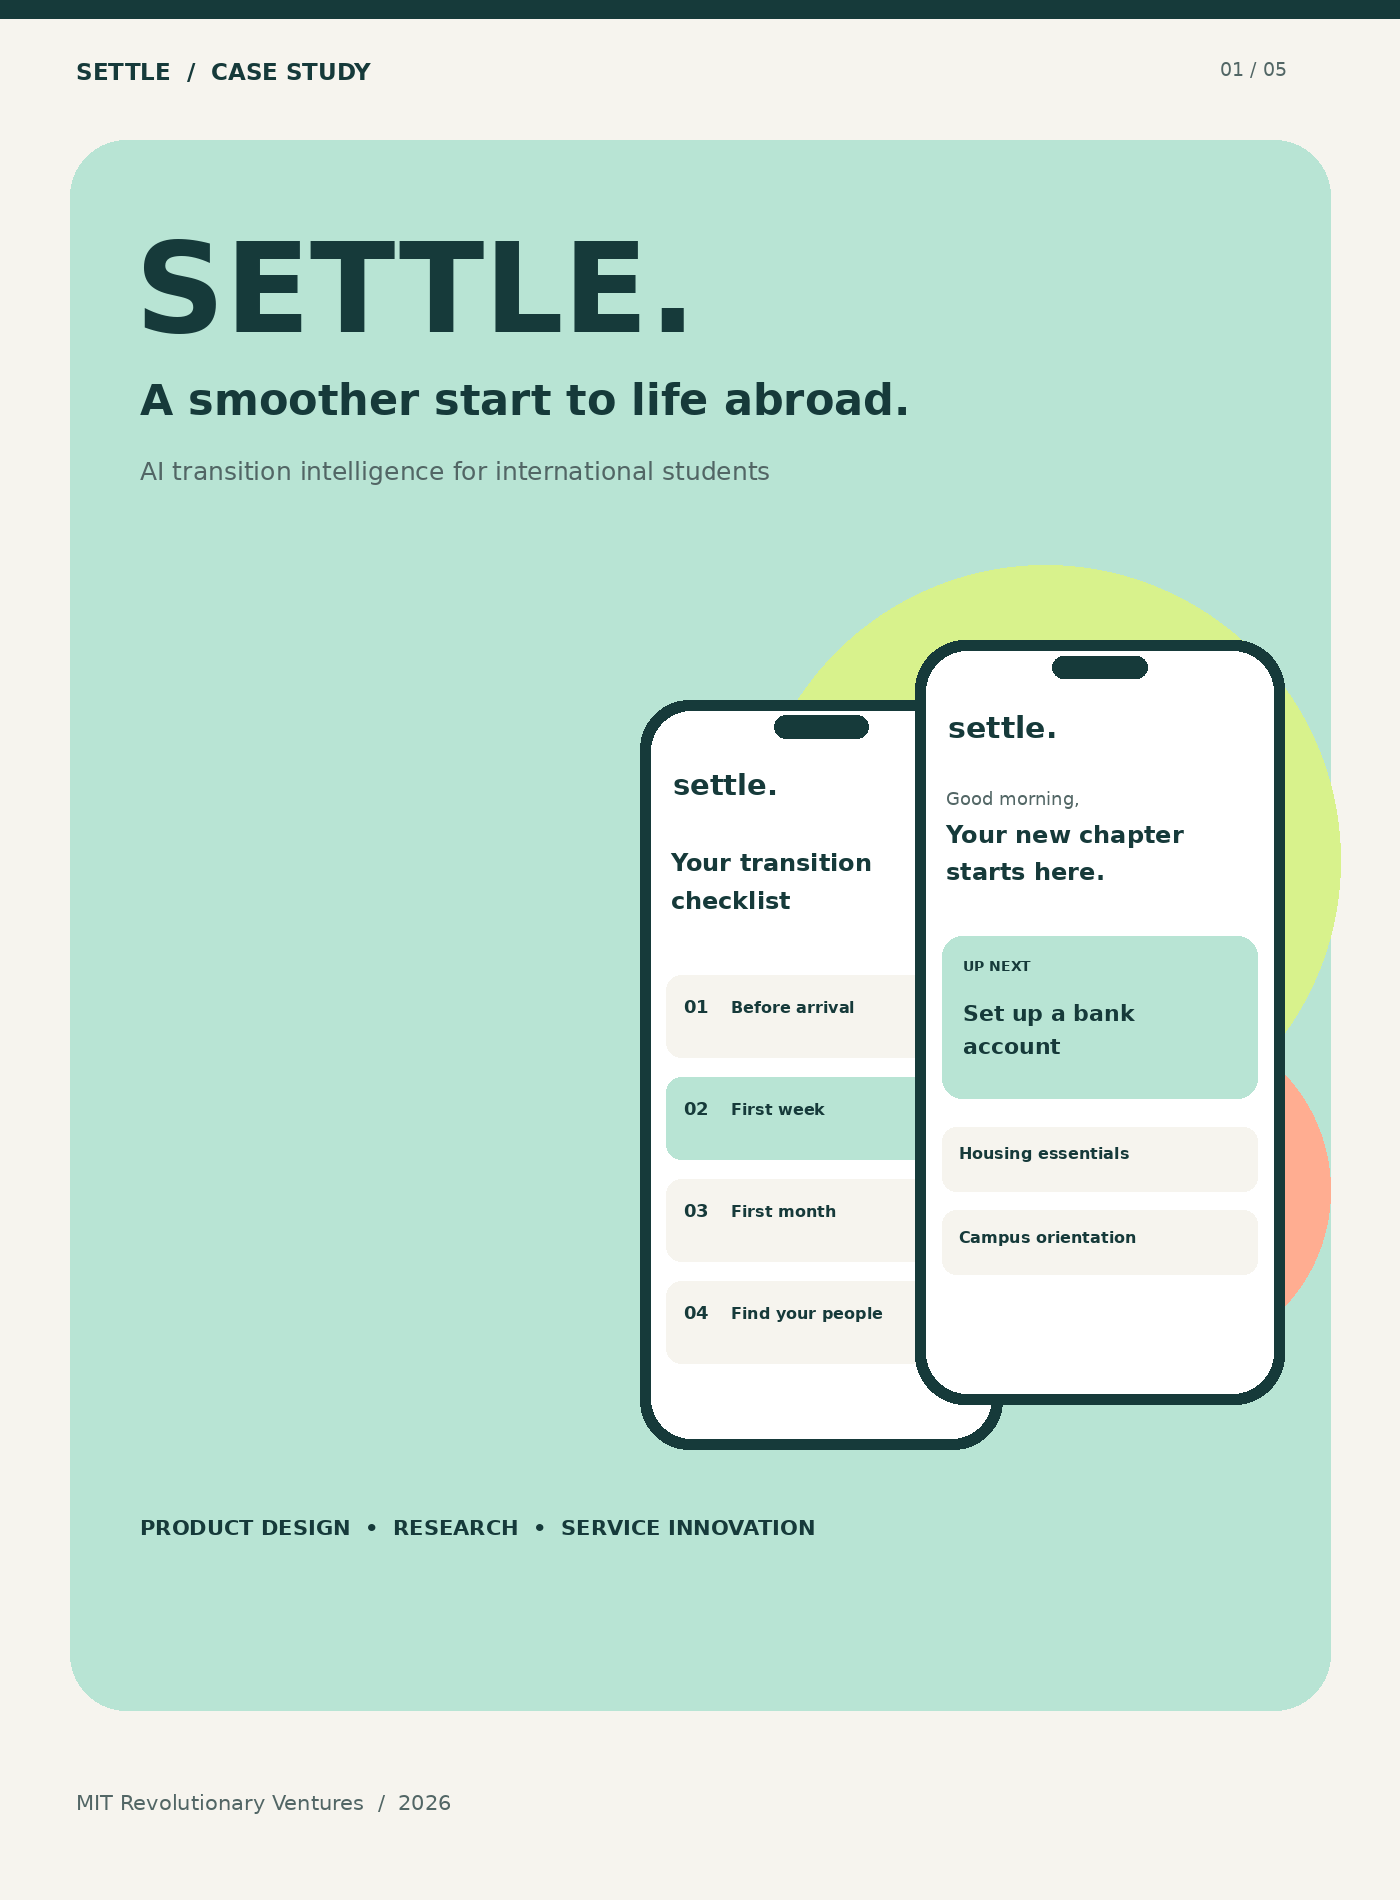 SETTLE / CASE STUDY
01 / 05
SETTLE.
A smoother start to life abroad.
AI transition intelligence for international students
settle.
Your transition
checklist
01 Before arrival
02 First week
03 First month
04 Find your people
settle.
Good morning,
Your new chapter
starts here.
UP NEXT
Set up a bank
account
Housing essentials
Campus orientation
PRODUCT DESIGN • RESEARCH • SERVICE INNOVATION
MIT Revolutionary Ventures / 2026